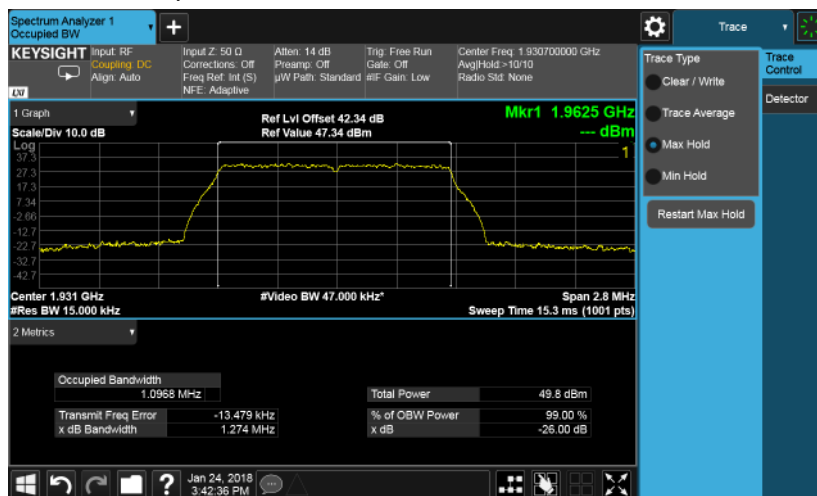 Spectrum Analyzer 1
Occupied BW
+
Trace
KEYSIGHT
LXI
Input: RF
Coupling: DC
Align: Auto
Input Z: 50 Ω
Corrections: Off
Freq Ref: Int (S)
NFE: Adaptive
Atten: 14 dB
Preamp: Off
µW Path: Standard
Trig: Free Run
Gate: Off
#IF Gain: Low
Center Freq: 1.930700000 GHz
Avg|Hold:>10/10
Radio Std: None
Trace Type
Clear / Write
Trace Average
Max Hold
Min Hold
Restart Max Hold
Trace
Control
Detector
1 Graph
Scale/Div 10.0 dB
Ref Lvl Offset 42.34 dB
Ref Value 47.34 dBm
Mkr1 1.9625 GHz
--- dBm
Log
1
37.3
27.3
17.3
7.34
-2.66
-12.7
-22.7
-32.7
-42.7
Center 1.931 GHz
#Res BW 15.000 kHz
#Video BW 47.000 kHz*
Span 2.8 MHz
Sweep Time 15.3 ms (1001 pts)
2 Metrics
Occupied Bandwidth
1.0968 MHz
Total Power 49.8 dBm
Transmit Freq Error -13.479 kHz
% of OBW Power 99.00 %
x dB Bandwidth 1.274 MHz
x dB -26.00 dB
?
Jan 24, 2018
3:42:36 PM